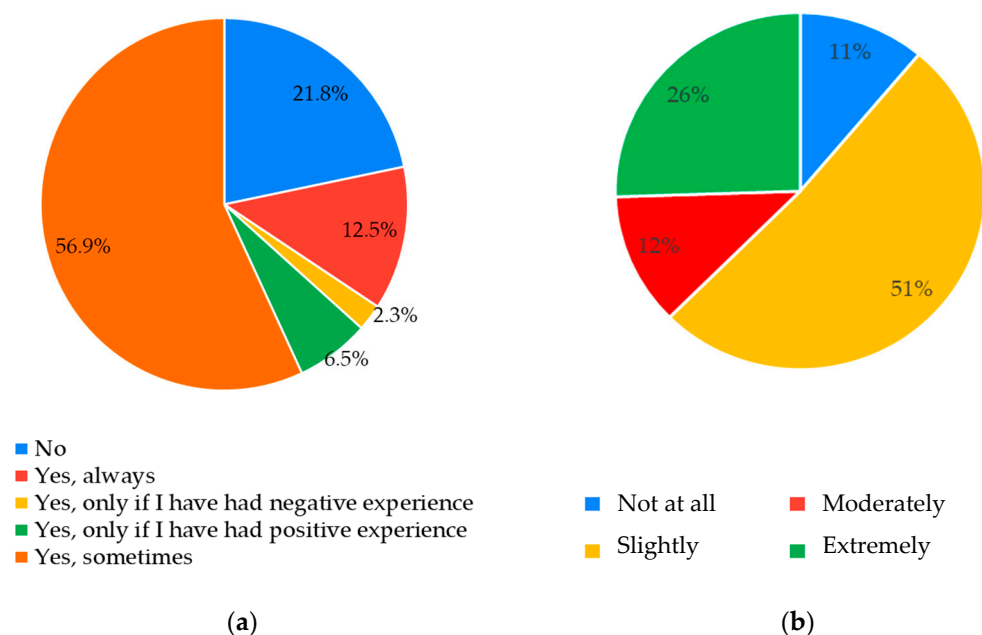 21.8%
12.5%
2.3%
6.5%
56.9%
No
Yes, always
Yes, only if I have had negative experience
Yes, only if I have had positive experience
Yes, sometimes
(a)
11%
51%
12%
26%
Not at all
Moderately
Slightly
Extremely
(b)